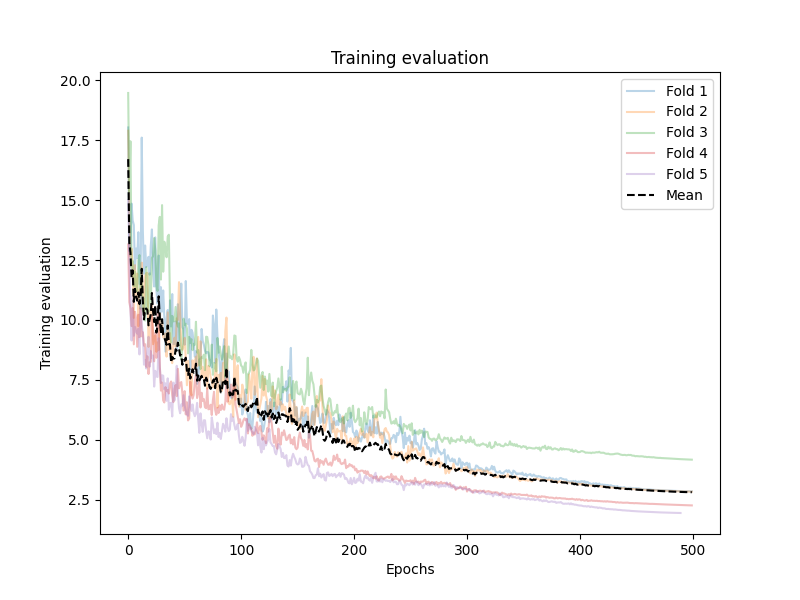 Training evaluation
20.0
17.5
15.0
12.5
10.0
7.5
5.0
2.5
Training evaluation
Fold 1
Fold 2
Fold 3
Fold 4
Fold 5
Mean
0 100 200 300 400 500
Epochs